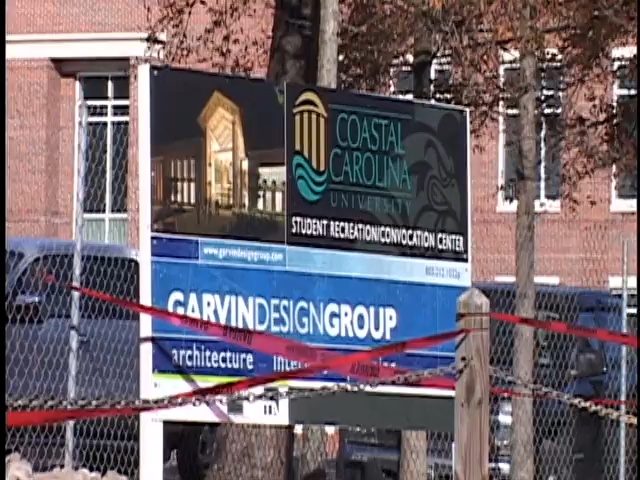 COASTAL
CAROLINA
UNIVERSITY
STUDENT RECREATION/CONVOCATION CENTER
www.garvindesigngroup.com
GARVINDESIGNGROUP
architecture